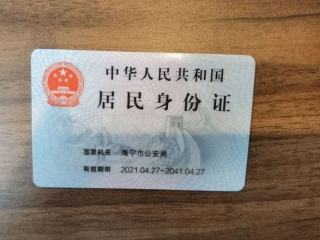 中华人民共和国
居民身份证
签发机关 海宁市公安局
有效期限 2021.04.27-2041.04.27